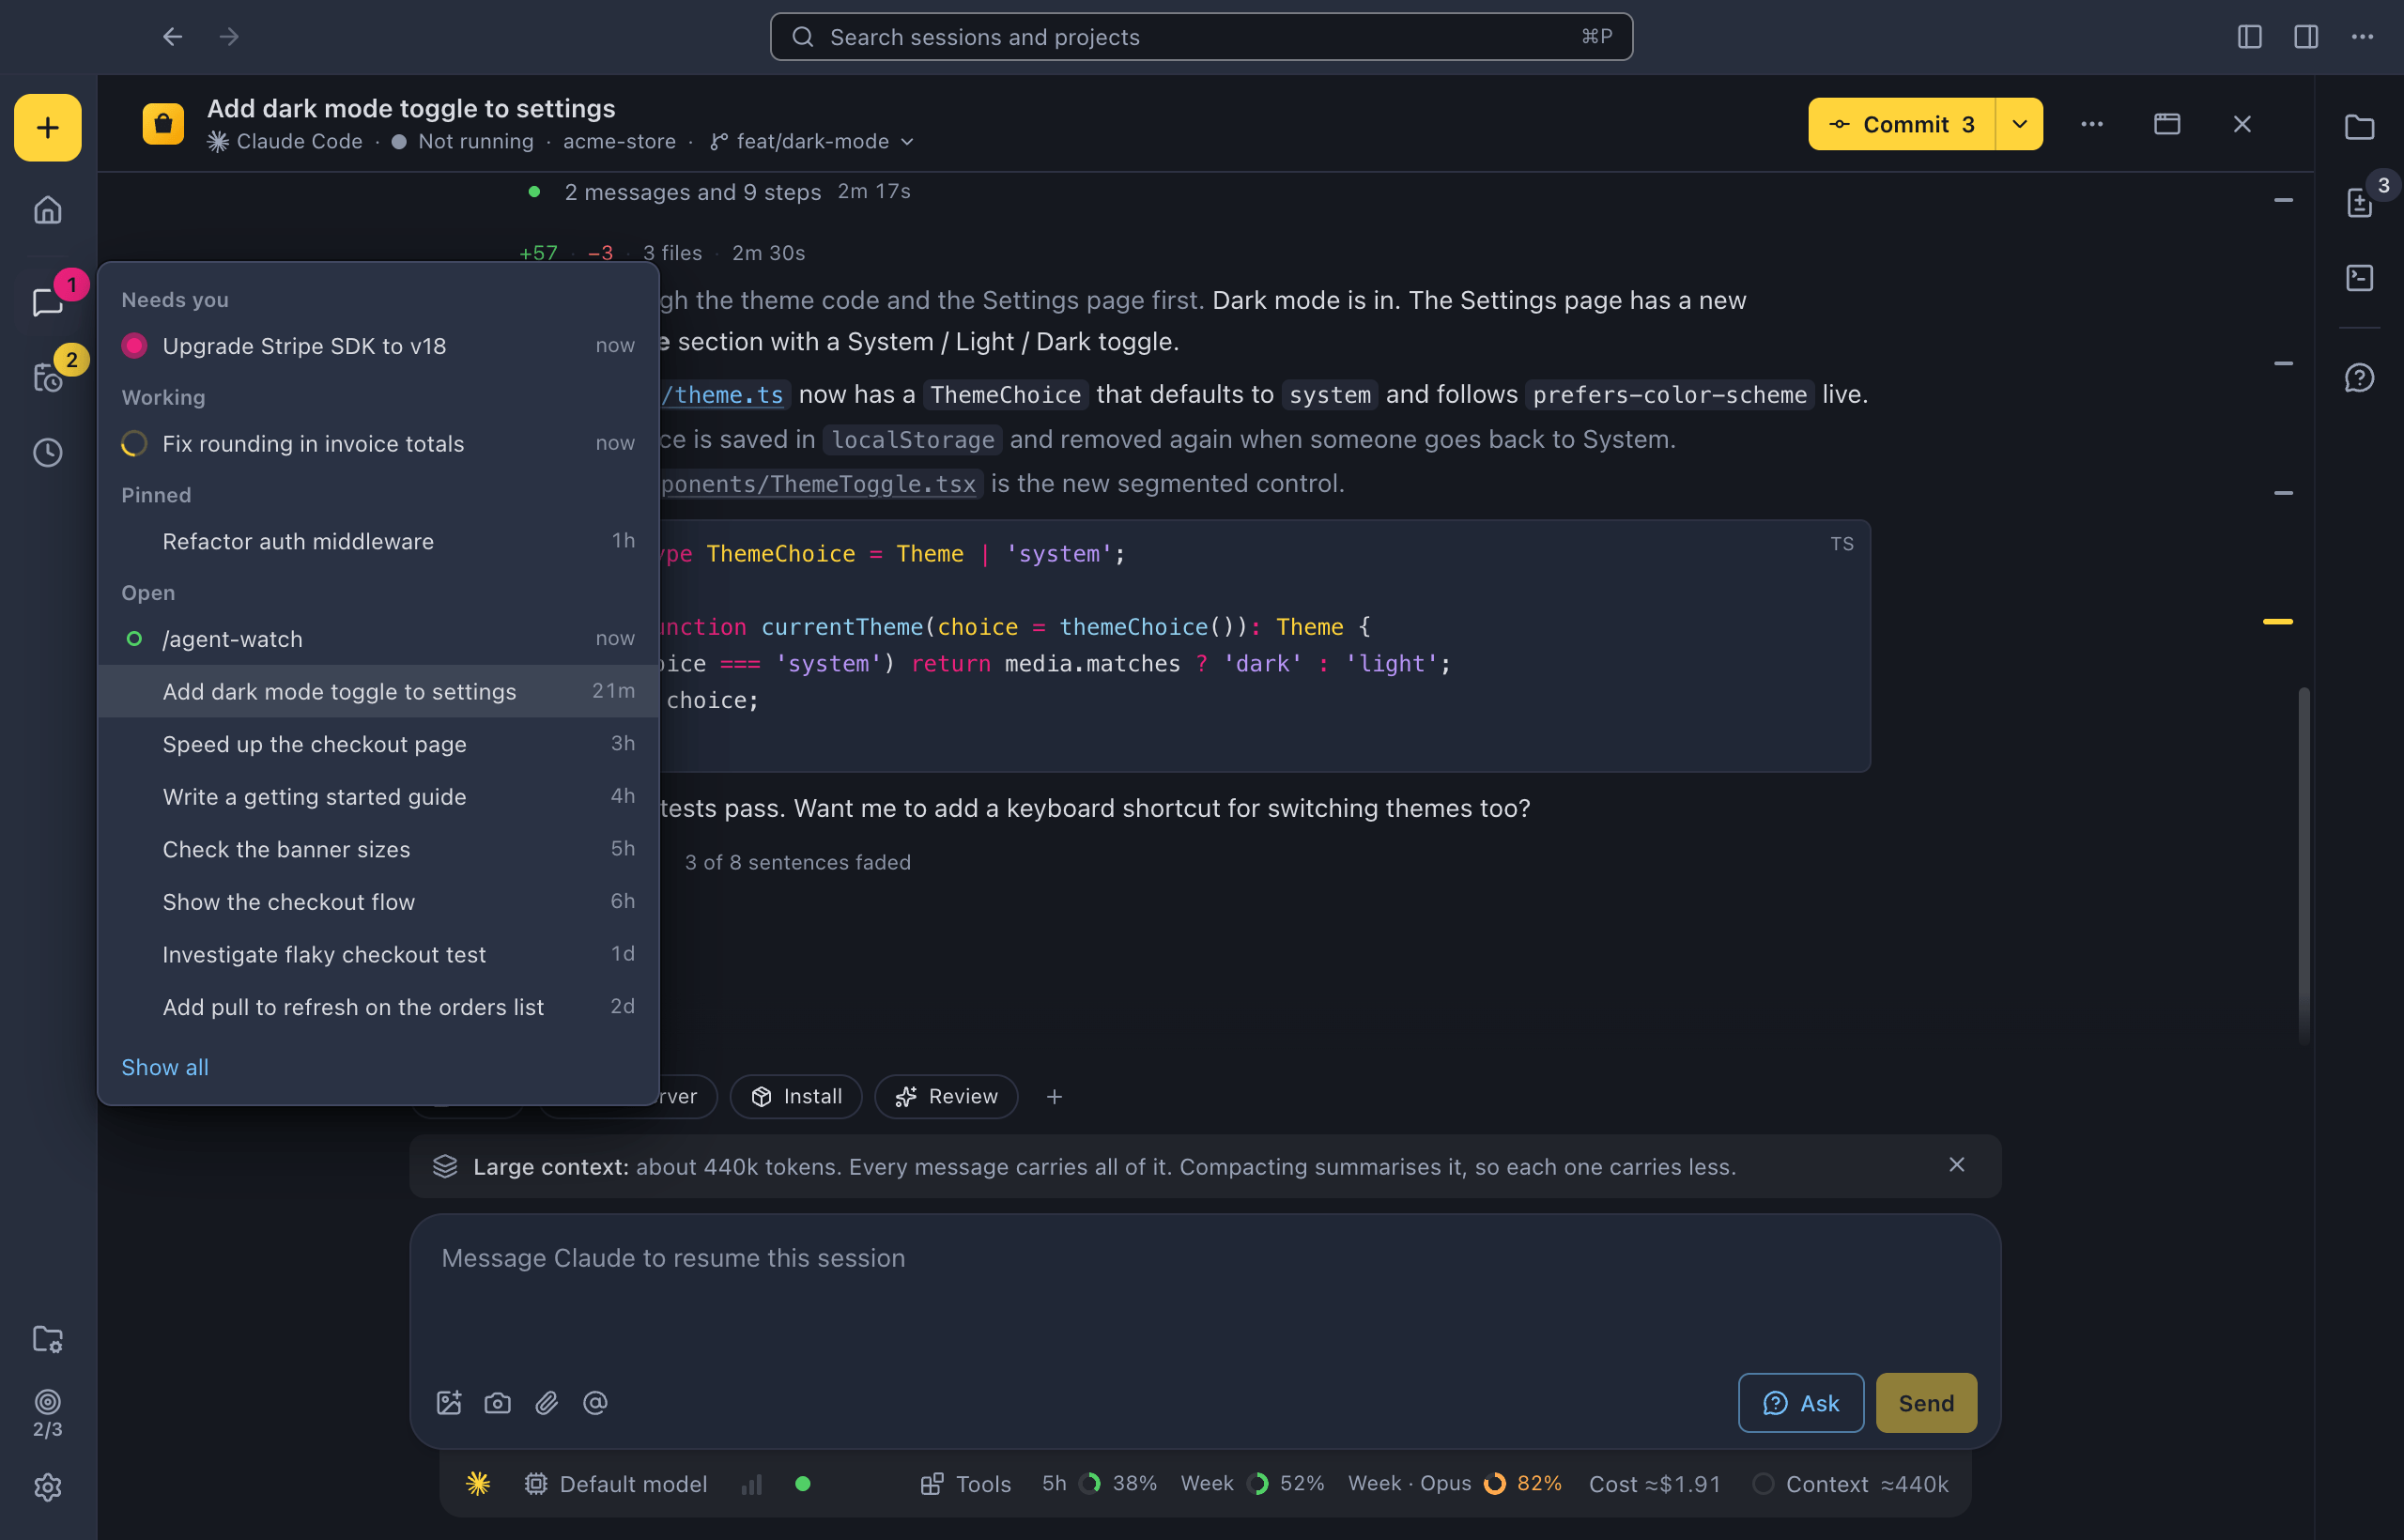 Search sessions and projects ⌘P
Add dark mode toggle to settings
Claude Code · Not running · acme-store · feat/dark-mode
Commit 3
3
1
2
2 messages and 9 steps 2m 17s
+57 · −3 · 3 files · 2m 30s
gh the theme code and the Settings page first. Dark mode is in. The Settings page has a new
e section with a System / Light / Dark toggle.
/theme.ts now has a ThemeChoice that defaults to system and follows prefers-color-scheme live.
ce is saved in localStorage and removed again when someone goes back to System.
ponents/ThemeToggle.tsx is the new segmented control.
TS
ype ThemeChoice = Theme | 'system';
unction currentTheme(choice = themeChoice()): Theme {
oice === 'system') return media.matches ? 'dark' : 'light';
choice;
tests pass. Want me to add a keyboard shortcut for switching themes too?
3 of 8 sentences faded
Needs you
Upgrade Stripe SDK to v18 now
Working
Fix rounding in invoice totals now
Pinned
Refactor auth middleware 1h
Open
/agent-watch now
Add dark mode toggle to settings 21m
Speed up the checkout page 3h
Write a getting started guide 4h
Check the banner sizes 5h
Show the checkout flow 6h
Investigate flaky checkout test 1d
Add pull to refresh on the orders list 2d
Show all
rver Install Review
Large context: about 440k tokens. Every message carries all of it. Compacting summarises it, so each one carries less.
Message Claude to resume this session
Ask Send
2/3
Default model Tools 5h 38% Week 52% Week · Opus 82% Cost ≈$1.91 Context ≈440k